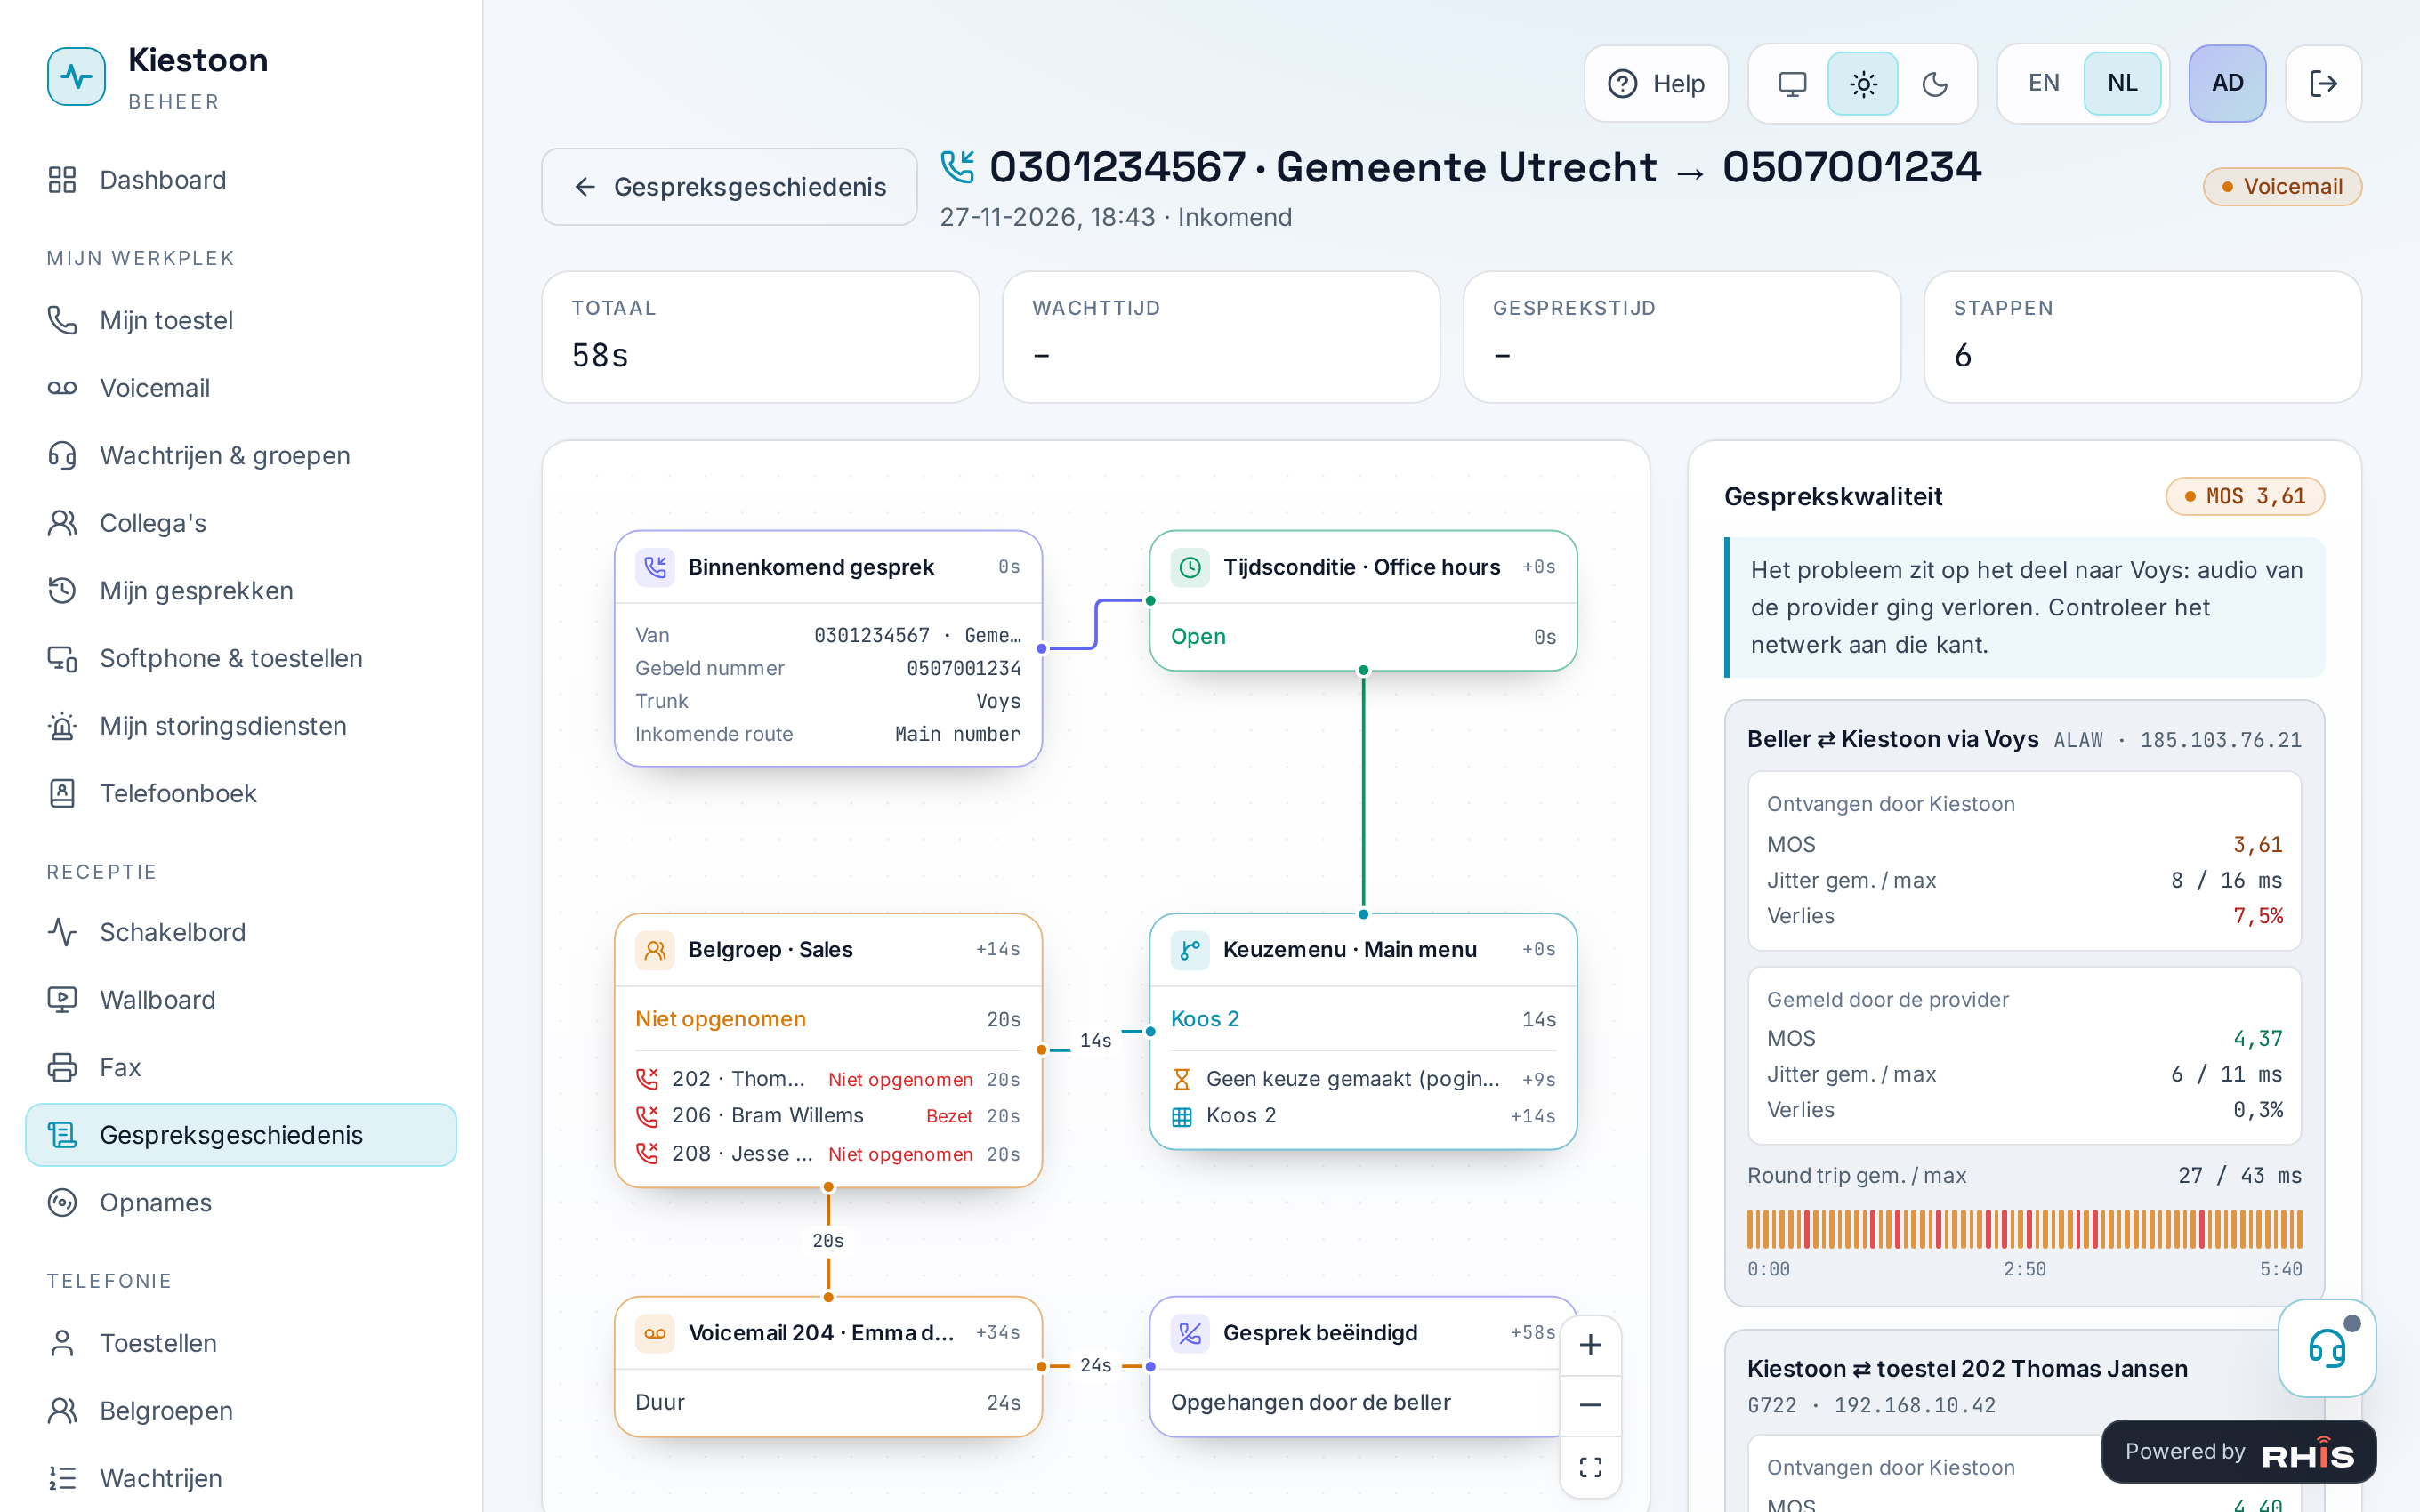 Kiestoon
BEHEER
Dashboard
MIJN WERKPLEK
Mijn toestel
Voicemail
Wachtrijen & groepen
Collega's
Mijn gesprekken
Softphone & toestellen
Mijn storingsdiensten
Telefoonboek
RECEPTIE
Schakelbord
Wallboard
Fax
Gespreksgeschiedenis
Opnames
TELEFONIE
Toestellen
Belgroepen
Wachtrijen
Help
EN NL
AD
← Gespreksgeschiedenis
0301234567 · Gemeente Utrecht → 0507001234
27-11-2026, 18:43 · Inkomend
Voicemail
TOTAAL
58s
WACHTTIJD
–
GESPREKSTIJD
–
STAPPEN
6
Binnenkomend gesprek 0s
Van 0301234567 · Geme…
Gebeld nummer 0507001234
Trunk Voys
Inkomende route Main number
Tijdsconditie · Office hours +0s
Open 0s
Belgroep · Sales +14s
Niet opgenomen 20s
202 · Thom… Niet opgenomen 20s
206 · Bram Willems Bezet 20s
208 · Jesse … Niet opgenomen 20s
14s
Keuzemenu · Main menu +0s
Koos 2 14s
Geen keuze gemaakt (pogin… +9s
Koos 2 +14s
20s
Voicemail 204 · Emma d… +34s
Duur 24s
24s
Gesprek beëindigd +58s
Opgehangen door de beller
Gesprekskwaliteit
MOS 3,61
Het probleem zit op het deel naar Voys: audio van
de provider ging verloren. Controleer het
netwerk aan die kant.
Beller ⇄ Kiestoon via Voys ALAW · 185.103.76.21
Ontvangen door Kiestoon
MOS 3,61
Jitter gem. / max 8 / 16 ms
Verlies 7,5%
Gemeld door de provider
MOS 4,37
Jitter gem. / max 6 / 11 ms
Verlies 0,3%
Round trip gem. / max 27 / 43 ms
0:00 2:50 5:40
Kiestoon ⇄ toestel 202 Thomas Jansen
G722 · 192.168.10.42
Ontvangen door Kiestoon
MOS 4,40
Powered by RHIS